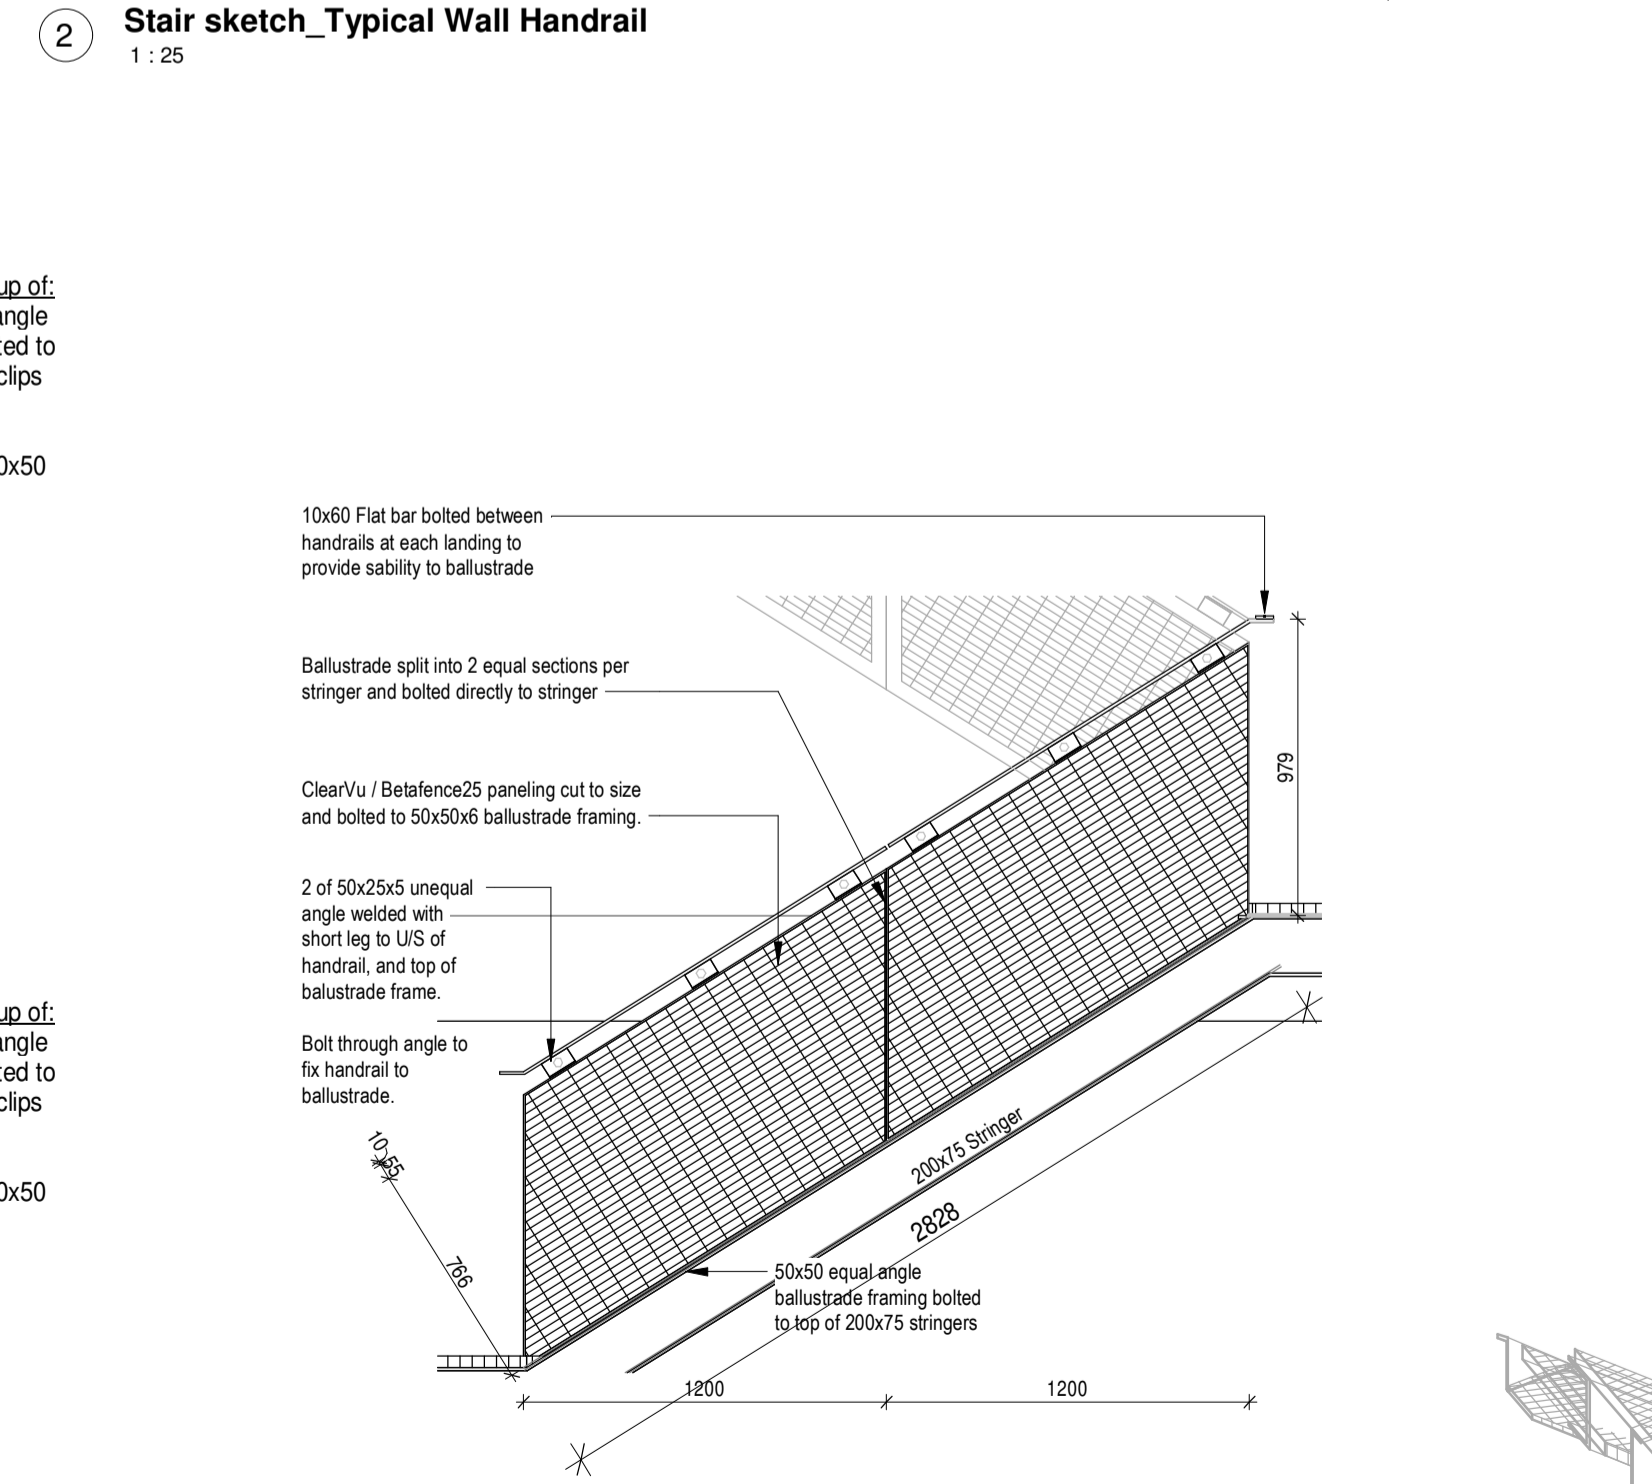 2
Stair sketch_Typical Wall Handrail
1 : 25
up of:
angle
ted to
clips
0x50
10x60 Flat bar bolted between
handrails at each landing to
provide sability to ballustrade
Ballustrade split into 2 equal sections per
stringer and bolted directly to stringer
ClearVu / Betafence25 paneling cut to size
and bolted to 50x50x6 ballustrade framing.
2 of 50x25x5 unequal
angle welded with
short leg to U/S of
handrail, and top of
balustrade frame.
Bolt through angle to
fix handrail to
ballustrade.
979
up of:
angle
ted to
clips
0x50
10
55
766
200x75 Stringer
2828
50x50 equal angle
ballustrade framing bolted
to top of 200x75 stringers
1200
1200